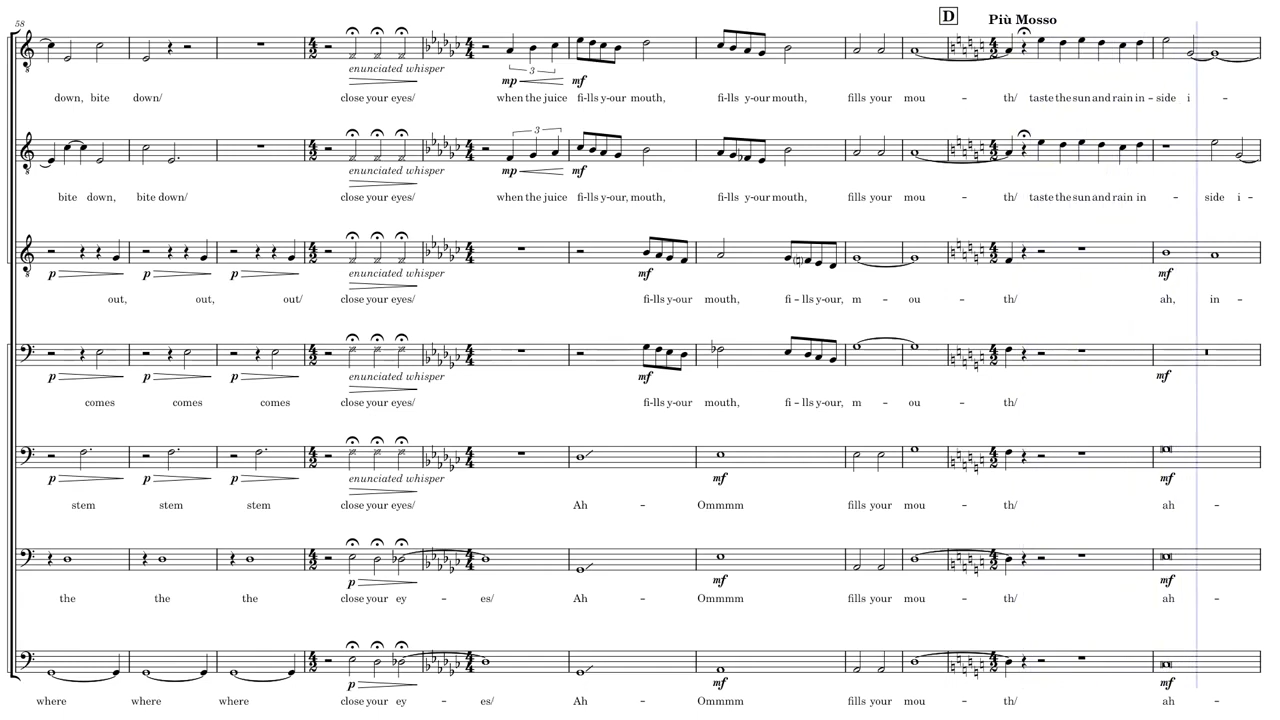 58
D Più Mosso
3
enunciated whisper
mp mf
down, bite down/ close your eyes/ when the juice fi-lls y-our mouth, fi-lls y-our mouth, fills your mou – th/ taste the sun and rain in – side i –
3
enunciated whisper
mp mf
bite down, bite down/ close your eyes/ when the juice fi-lls y-our, mouth, fi-lls y-our mouth, fills your mou – th/ taste the sun and rain in – side i –
p p p enunciated whisper mf mf
out, out, out/ close your eyes/ fi-lls y-our mouth, fi – lls y-our, m – ou – th/ ah, in –
p p p enunciated whisper mf mf
comes comes comes close your eyes/ fi-lls y-our mouth, fi – lls y-our, m – ou – th/
p p p enunciated whisper mf mf
stem stem stem close your eyes/ Ah – Ommmm fills your mou – th/ ah –
p mf mf
the the the close your ey – es/ Ah – Ommmm fills your mou – th/ ah –
p mf mf
where where where close your ey – es/ Ah – Ommmm fills your mou – th/ ah –